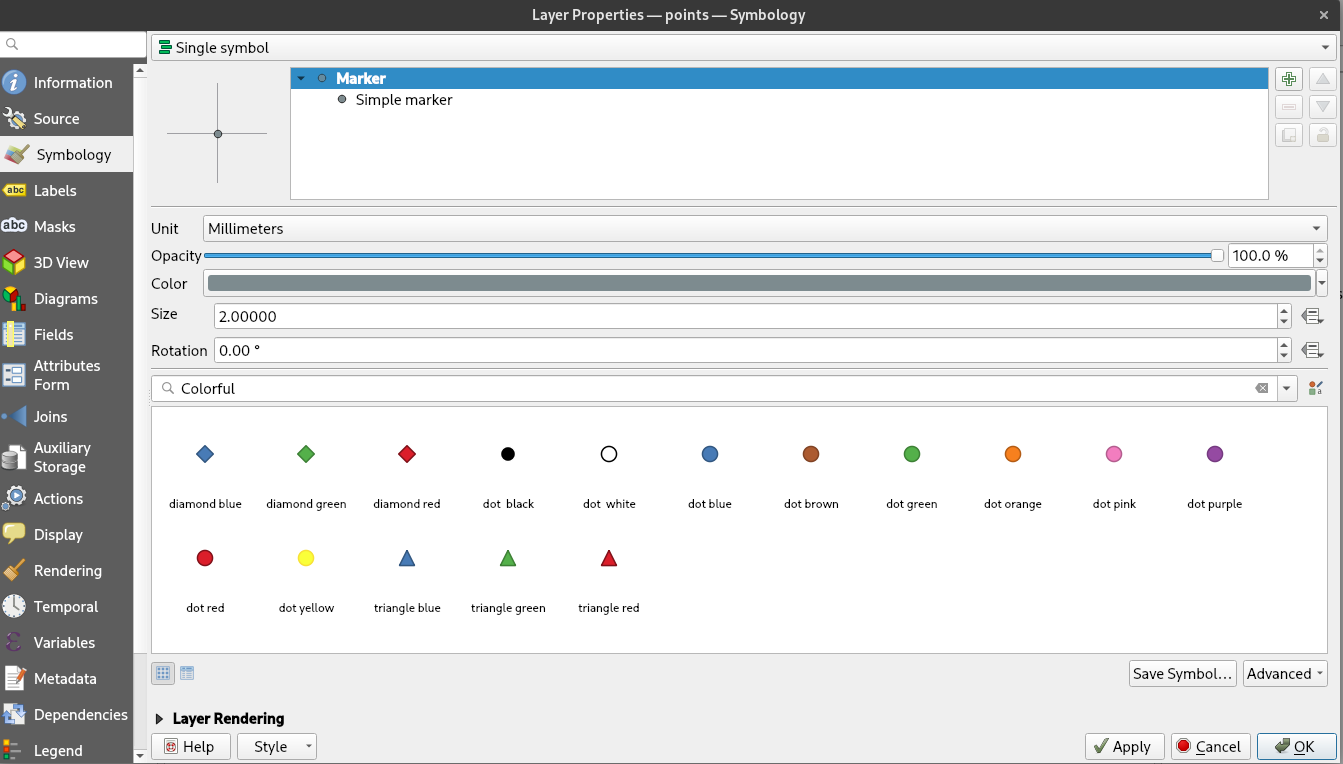 Layer Properties — points — Symbology
Single symbol
Information
Source
Symbology
Labels
Masks
3D View
Diagrams
Fields
Attributes
Form
Joins
Auxiliary
Storage
Actions
Display
Rendering
Temporal
Variables
Metadata
Dependencies
Legend
abc
abc
Marker
Simple marker
Unit Millimeters
Opacity 100.0 %
Color
Size 2.00000
Rotation 0.00 °
Colorful
diamond blue diamond green diamond red dot black dot white dot blue dot brown dot green dot orange dot pink dot purple
dot red dot yellow triangle blue triangle green triangle red
Save Symbol… Advanced
Layer Rendering
Help Style Apply Cancel OK